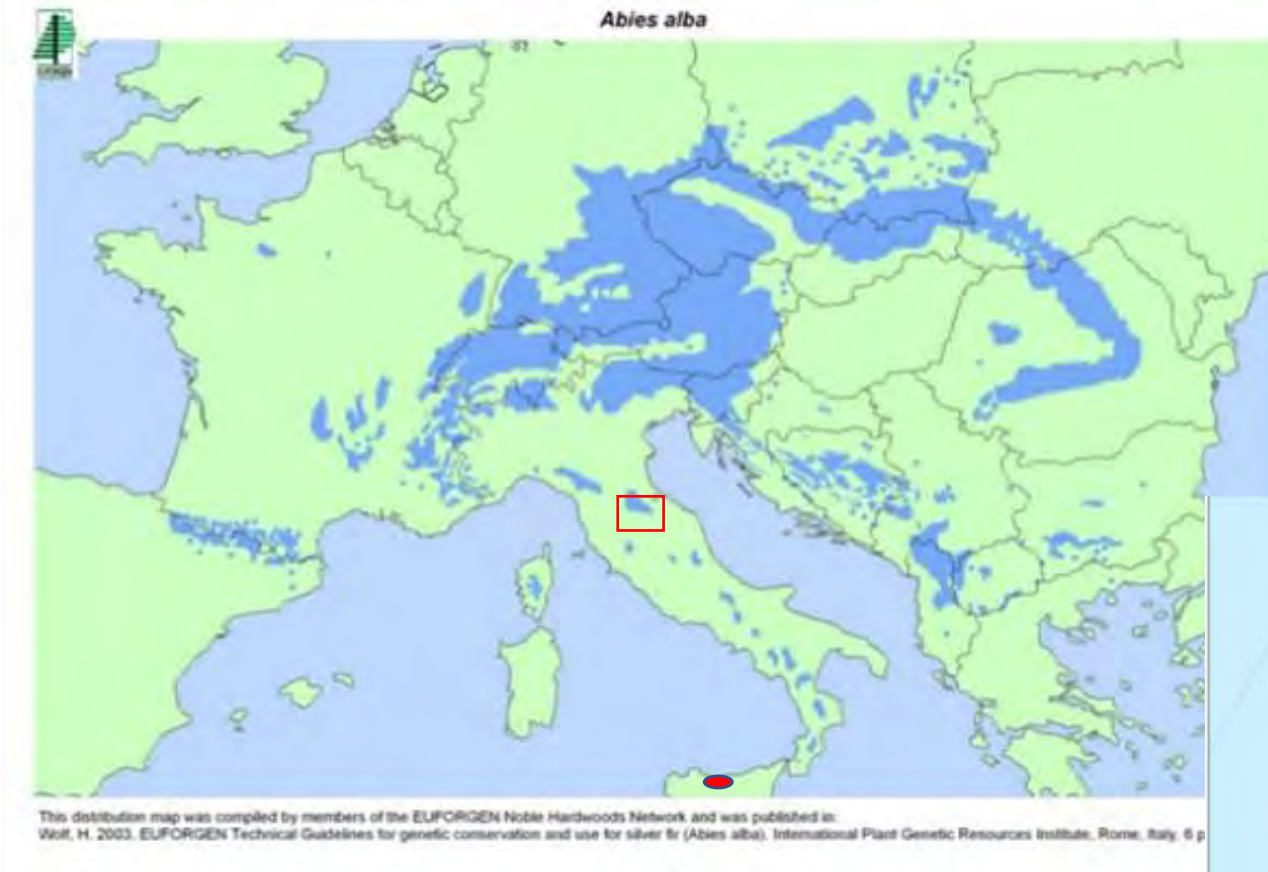 Abies alba
This distribution map was compiled by members of the EUFORGEN Noble Hardwoods Network and was published in:
Wolf, H. 2003. EUFORGEN Technical Guidelines for genetic conservation and use for silver fir (Abies alba). International Plant Genetic Resources Institute, Rome, Italy. 6 p